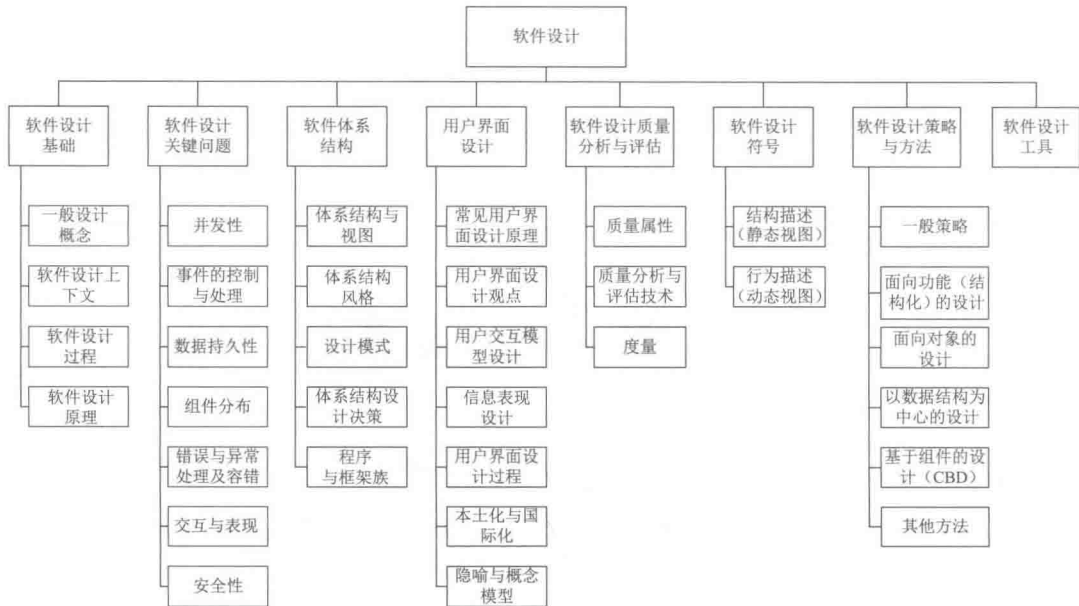 软件设计
软件设计
基础
一般设计
概念
软件设计上
下文
软件设计
过程
软件设计
原理
软件设计
关键问题
并发性
事件的控制
与处理
数据持久性
组件分布
错误与异常
处理及容错
交互与表现
安全性
软件体系
结构
体系结构与
视图
体系结构
风格
设计模式
体系结构设
计决策
程序
与框架族
用户界面
设计
常见用户界
面设计原理
用户界面设
计观点
用户交互模
型设计
信息表现
设计
用户界面设
计过程
本土化与国
际化
隐喻与概念
模型
软件设计质量
分析与评估
质量属性
质量分析与
评估技术
度量
软件设计
符号
结构描述
（静态视图）
行为描述
（动态视图）
软件设计策略
与方法
一般策略
面向功能（结
构化）的设计
面向对象的
设计
以数据结构为
中心的设计
基于组件的设
计（CBD）
其他方法
软件设计
工具